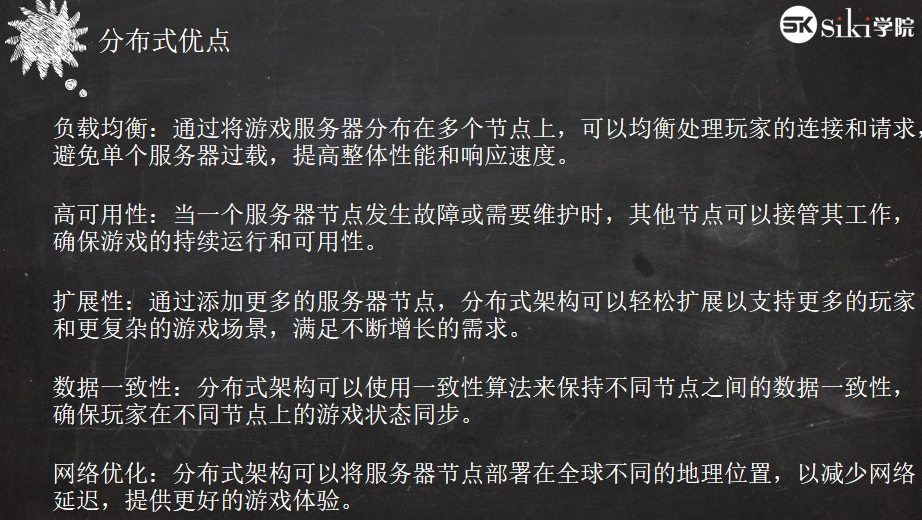 分布式优点
SK Siki学院
负载均衡：通过将游戏服务器分布在多个节点上，可以均衡处理玩家的连接和请求，
避免单个服务器过载，提高整体性能和响应速度。
高可用性：当一个服务器节点发生故障或需要维护时，其他节点可以接管其工作，
确保游戏的持续运行和可用性。
扩展性：通过添加更多的服务器节点，分布式架构可以轻松扩展以支持更多的玩家
和更复杂的游戏场景，满足不断增长的需求。
数据一致性：分布式架构可以使用一致性算法来保持不同节点之间的数据一致性，
确保玩家在不同节点上的游戏状态同步。
网络优化：分布式架构可以将服务器节点部署在全球不同的地理位置，以减少网络
延迟，提供更好的游戏体验。